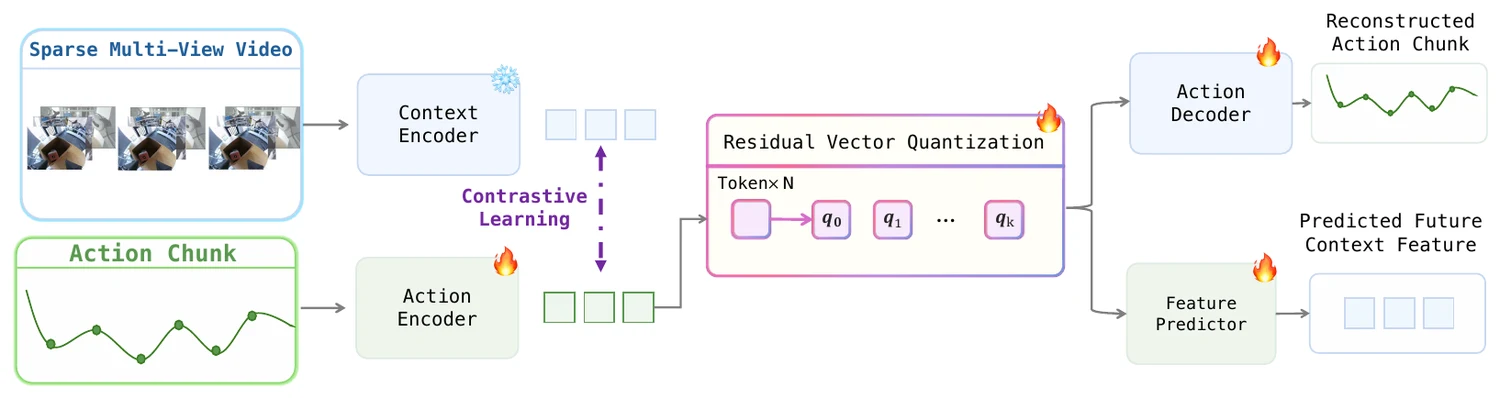 Sparse Multi-View Video
Context
Encoder
Contrastive
Learning
Action Chunk
Action
Encoder
Residual Vector Quantization
Token× N
q0 q1 ... qk
Action
Decoder
Reconstructed
Action Chunk
Feature
Predictor
Predicted Future
Context Feature